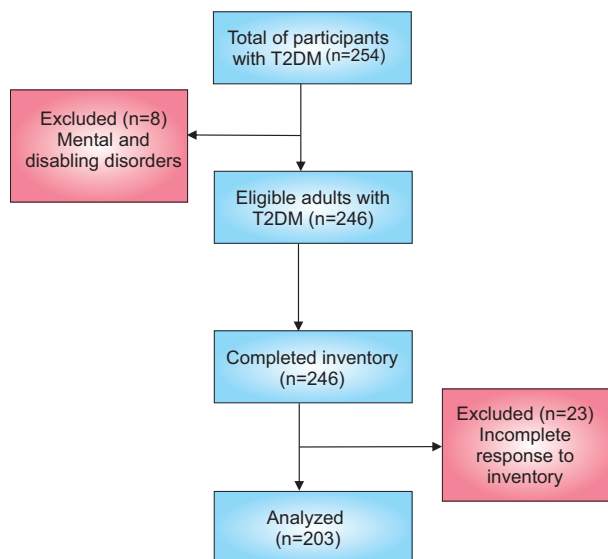 Total of participants
with T2DM (n=254)
Excluded (n=8)
Mental and
disabling disorders
Eligible adults with
T2DM (n=246)
Completed inventory
(n=246)
Excluded (n=23)
Incomplete
response to
inventory
Analyzed
(n=203)